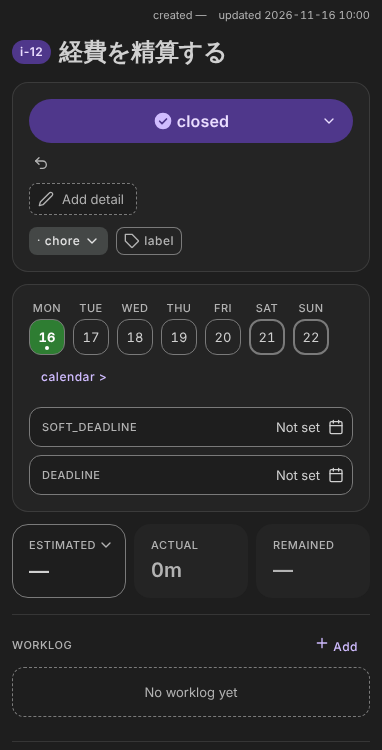 created — updated 2026-11-16 10:00
i-12 経費を精算する
closed
Add detail
· chore label
MON TUE WED THU FRI SAT SUN
16 17 18 19 20 21 22
calendar >
SOFT_DEADLINE Not set
DEADLINE Not set
ESTIMATED ACTUAL REMAINED
— 0m —
WORKLOG + Add
No worklog yet